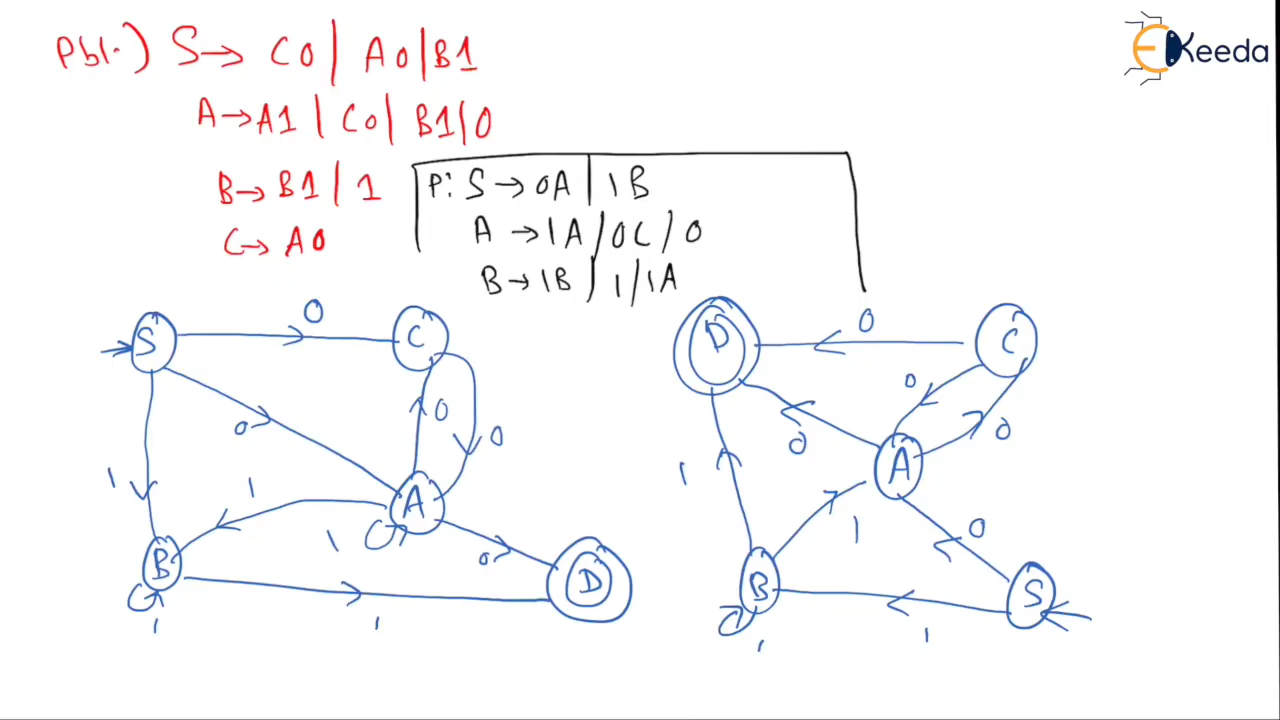 Pbl.) S→ C0 | A0 | B1
A→A1 | C0 | B1 | 0
B→ B1 | 1
C→ A0
P: S → 0A | 1B
A → 1A / 0C / 0
B → 1B / 1 / 1A
Keeda
S 0 C
0 0 0
1 1 1 A 0
B D
1 1
D 0 C
0 0 0
A
1 1 0
B S
1 1